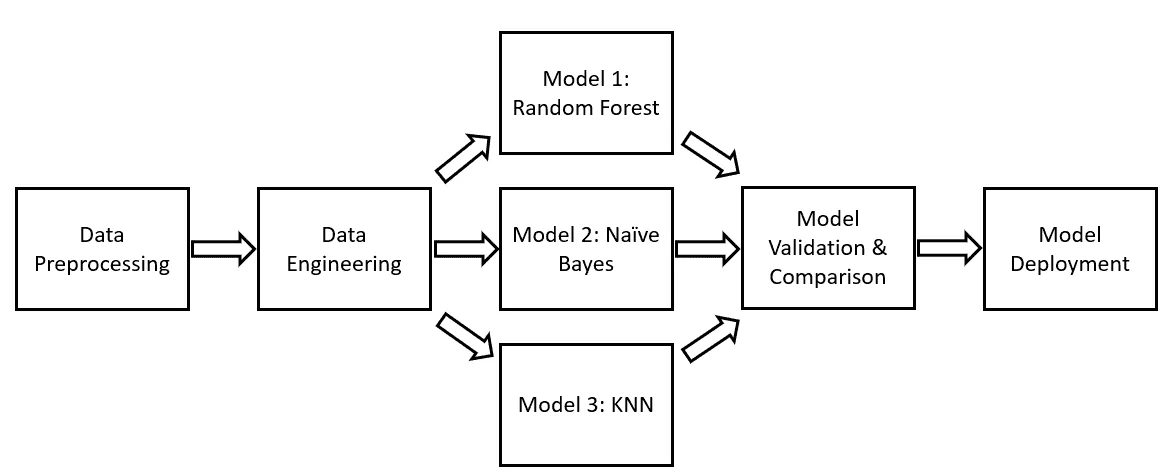 Data
Preprocessing
Data
Engineering
Model 1:
Random Forest
Model 2: Naïve
Bayes
Model 3: KNN
Model
Validation &
Comparison
Model
Deployment